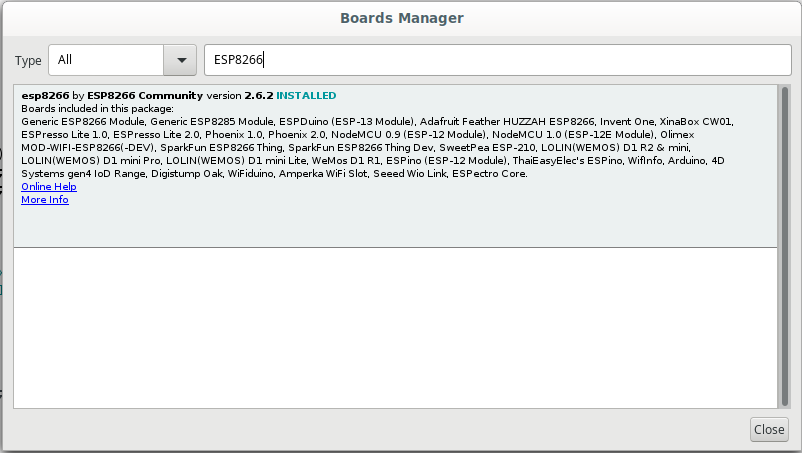 Boards Manager
Type All ESP8266
esp8266 by ESP8266 Community version 2.6.2 INSTALLED
Boards included in this package:
Generic ESP8266 Module, Generic ESP8285 Module, ESPDuino (ESP-13 Module), Adafruit Feather HUZZAH ESP8266, Invent One, XinaBox CW01,
ESPresso Lite 1.0, ESPresso Lite 2.0, Phoenix 1.0, Phoenix 2.0, NodeMCU 0.9 (ESP-12 Module), NodeMCU 1.0 (ESP-12E Module), Olimex
MOD-WIFI-ESP8266(-DEV), SparkFun ESP8266 Thing, SparkFun ESP8266 Thing Dev, SweetPea ESP-210, LOLIN(WEMOS) D1 R2 & mini,
LOLIN(WEMOS) D1 mini Pro, LOLIN(WEMOS) D1 mini Lite, WeMos D1 R1, ESPino (ESP-12 Module), ThaiEasyElec's ESPino, WifInfo, Arduino, 4D
Systems gen4 IoD Range, Digistump Oak, WiFiduino, Amperka WiFi Slot, Seeed Wio Link, ESPectro Core.
Online Help
More Info
Close